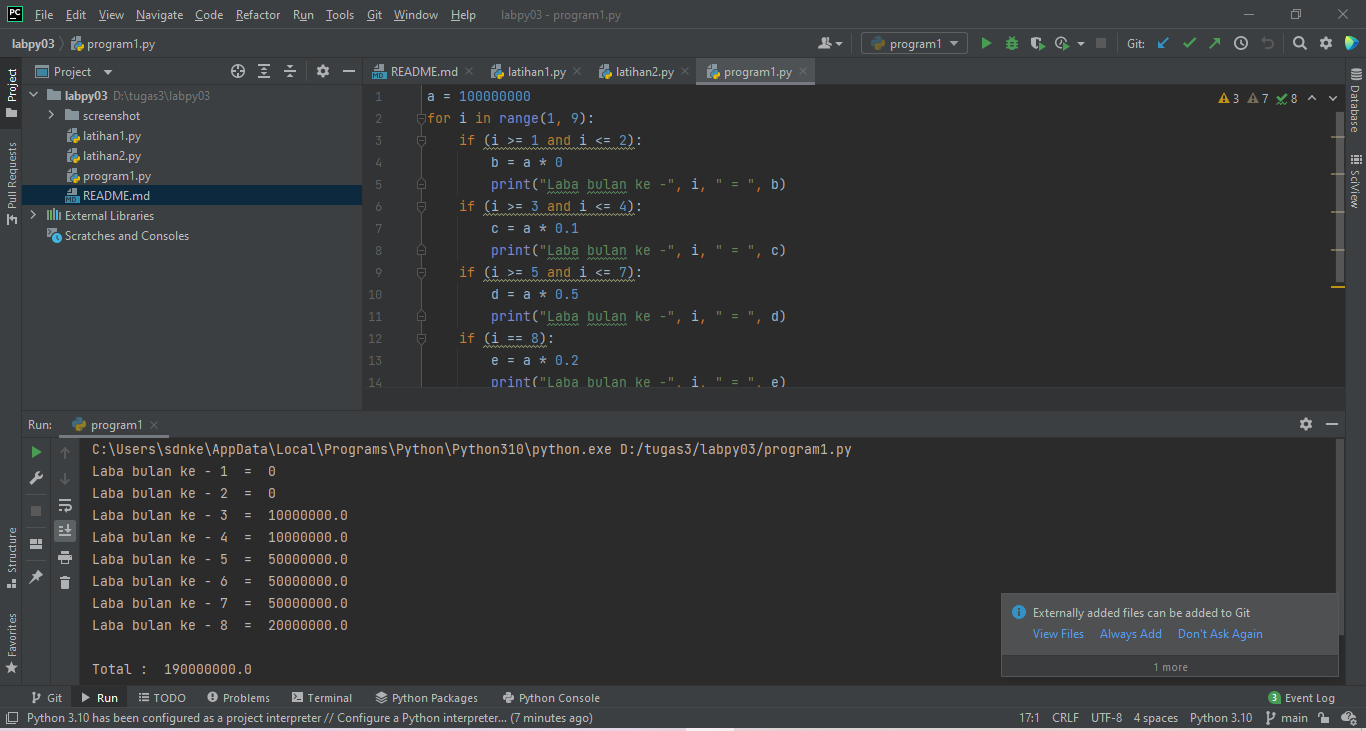 File Edit View Navigate Code Refactor Run Tools Git Window Help labpy03 - program1.py
labpy03 program1.py program1 Git:
Project
README.md latihan1.py latihan2.py program1.py
Project
Pull Requests
labpy03 D:\tugas3\labpy03
screenshot
latihan1.py
latihan2.py
program1.py
README.md
External Libraries
Scratches and Consoles
3 7 8
1 a = 100000000
2 for i in range(1, 9):
3 if (i >= 1 and i <= 2):
4 b = a * 0
5 print("Laba bulan ke -", i, " = ", b)
6 if (i >= 3 and i <= 4):
7 c = a * 0.1
8 print("Laba bulan ke -", i, " = ", c)
9 if (i >= 5 and i <= 7):
10 d = a * 0.5
11 print("Laba bulan ke -", i, " = ", d)
12 if (i == 8):
13 e = a * 0.2
14 print("Laba bulan ke -", i, " = ", e)
Database
SciView
Run: program1
C:\Users\sdnke\AppData\Local\Programs\Python\Python310\python.exe D:/tugas3/labpy03/program1.py
Laba bulan ke - 1  =  0
Laba bulan ke - 2  =  0
Laba bulan ke - 3  =  10000000.0
Laba bulan ke - 4  =  10000000.0
Laba bulan ke - 5  =  50000000.0
Laba bulan ke - 6  =  50000000.0
Laba bulan ke - 7  =  50000000.0
Laba bulan ke - 8  =  20000000.0
Total :  190000000.0
Structure
Favorites
Externally added files can be added to Git
View Files Always Add Don't Ask Again
1 more
Git Run TODO Problems Terminal Python Packages Python Console 3 Event Log
Python 3.10 has been configured as a project interpreter // Configure a Python interpreter... (7 minutes ago) 17:1 CRLF UTF-8 4 spaces Python 3.10 main